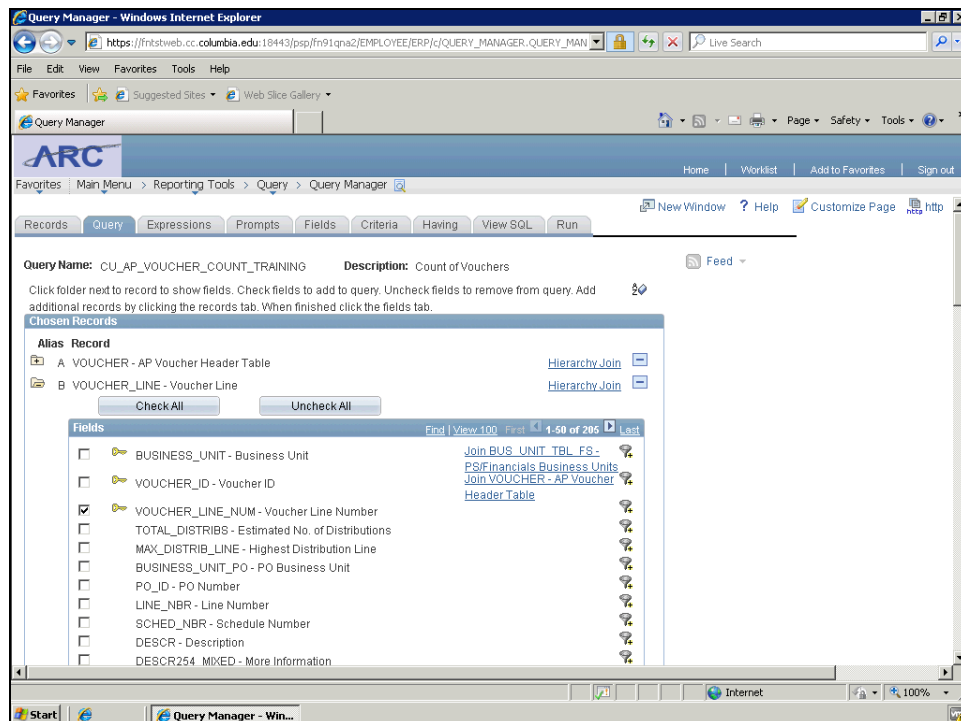 Query Manager - Windows Internet Explorer
https://fntstweb.cc.columbia.edu:18443/psp/fn91qna2/EMPLOYEE/ERP/c/QUERY_MANAGER.QUERY_MAN
Live Search
File Edit View Favorites Tools Help
Favorites Suggested Sites Web Slice Gallery
Query Manager
Page Safety Tools
ARC
Home | Worklist | Add to Favorites | Sign out
Favorites Main Menu > Reporting Tools > Query > Query Manager
New Window ? Help Customize Page http
Records Query Expressions Prompts Fields Criteria Having View SQL Run
Query Name: CU_AP_VOUCHER_COUNT_TRAINING Description: Count of Vouchers
Feed
Click folder next to record to show fields. Check fields to add to query. Uncheck fields to remove from query. Add
additional records by clicking the records tab. When finished click the fields tab.
Chosen Records
Alias Record
A VOUCHER - AP Voucher Header Table Hierarchy Join
B VOUCHER_LINE - Voucher Line Hierarchy Join
Check All Uncheck All
Fields Find | View 100 First 1-50 of 205 Last
BUSINESS_UNIT - Business Unit Join BUS_UNIT_TBL_FS -
PS/Financials Business Units
VOUCHER_ID - Voucher ID Join VOUCHER - AP Voucher
Header Table
VOUCHER_LINE_NUM - Voucher Line Number
TOTAL_DISTRIBS - Estimated No. of Distributions
MAX_DISTRIB_LINE - Highest Distribution Line
BUSINESS_UNIT_PO - PO Business Unit
PO_ID - PO Number
LINE_NBR - Line Number
SCHED_NBR - Schedule Number
DESCR - Description
DESCR254_MIXED - More Information
Internet 100%
Start Query Manager - Win...